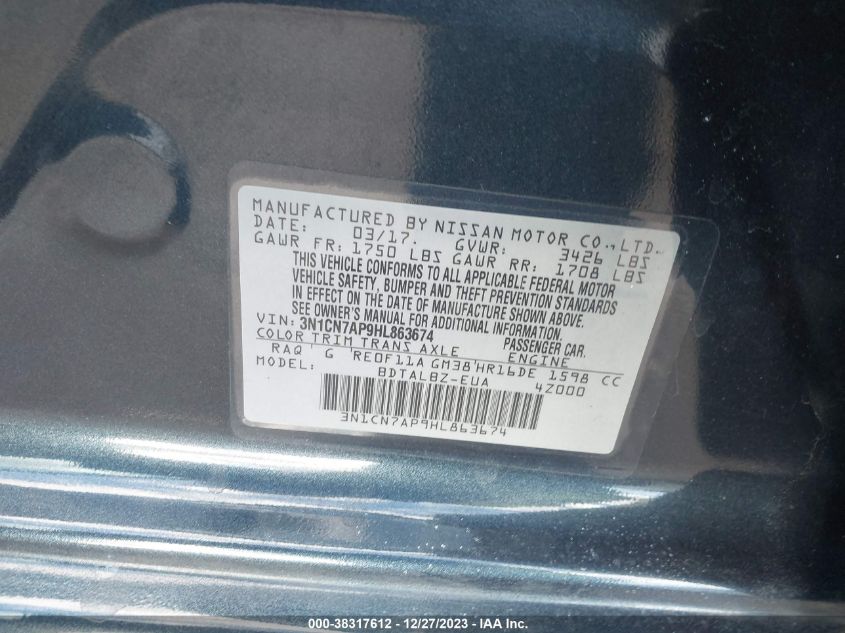 MANUFACTURED BY NISSAN MOTOR CO.,LTD.
DATE: 03/17. GVWR: 3426 LBS
GAWR FR: 1750 LBS GAWR RR: 1708 LBS
THIS VEHICLE CONFORMS TO ALL APPLICABLE FEDERAL MOTOR
VEHICLE SAFETY, BUMPER AND THEFT PREVENTION STANDARDS
IN EFFECT ON THE DATE OF MANUFACTURE SHOWN ABOVE.
SEE OWNER'S MANUAL FOR ADDITIONAL INFORMATION.
VIN: 3N1CN7AP9HL863674 PASSENGER CAR.
COLOR TRIM TRANS AXLE ENGINE
RAQ ' G 'RE0F11A GM38'HR16DE 1598 CC
MODEL: BDTALBZ-EUA 4Z000
3N1CN7AP9HL863674
000-38317612 - 12/27/2023 - IAA Inc.